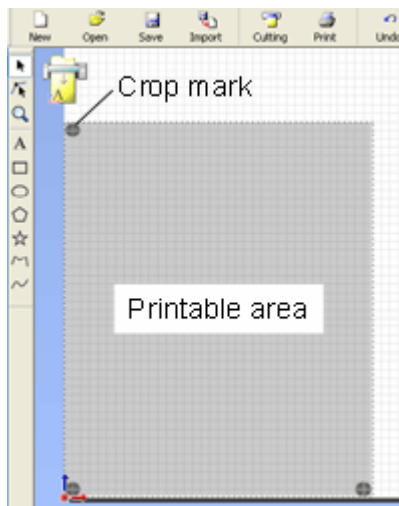 New Open Save Import Cutting Print Undo
Crop mark
A
A
Printable area